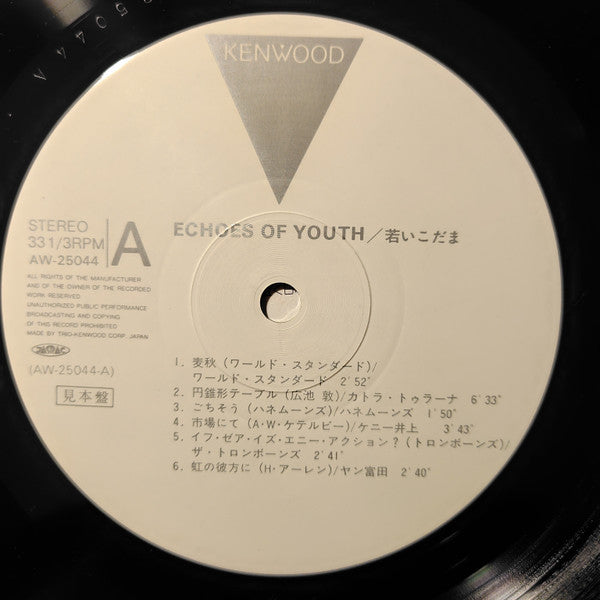 KENWOOD
STEREO
33 1/3RPM
AW-25044
A
ECHOES OF YOUTH／若いこだま
ALL RIGHTS OF THE MANUFACTURER
AND OF THE OWNER OF THE RECORDED
WORK RESERVED
UNAUTHORIZED PUBLIC PERFORMANCE
BROADCASTING AND COPYING
OF THIS RECORD PROHIBITED
MADE BY TRIO-KENWOOD CORP. JAPAN
JASRAC
(AW-25044-A)
見本盤
1. 麦秋（ワールド・スタンダード)/
ワールド・スタンダード 2'52"
2. 円錐形テーブル（広池 敦)/カトラ・トゥラーナ 6'33"
3. ごちそう（ハネムーンズ)/ハネムーンズ 1'50"
4. 市場にて（A・W・ケテルビー)/ケニー井上 3'43"
5. イフ・ゼア・イズ・エニー・アクション？（トロンボーンズ)/
ザ・トロンボーンズ 2'41"
6. 虹の彼方に（H・アーレン)/ヤン富田 2'40"